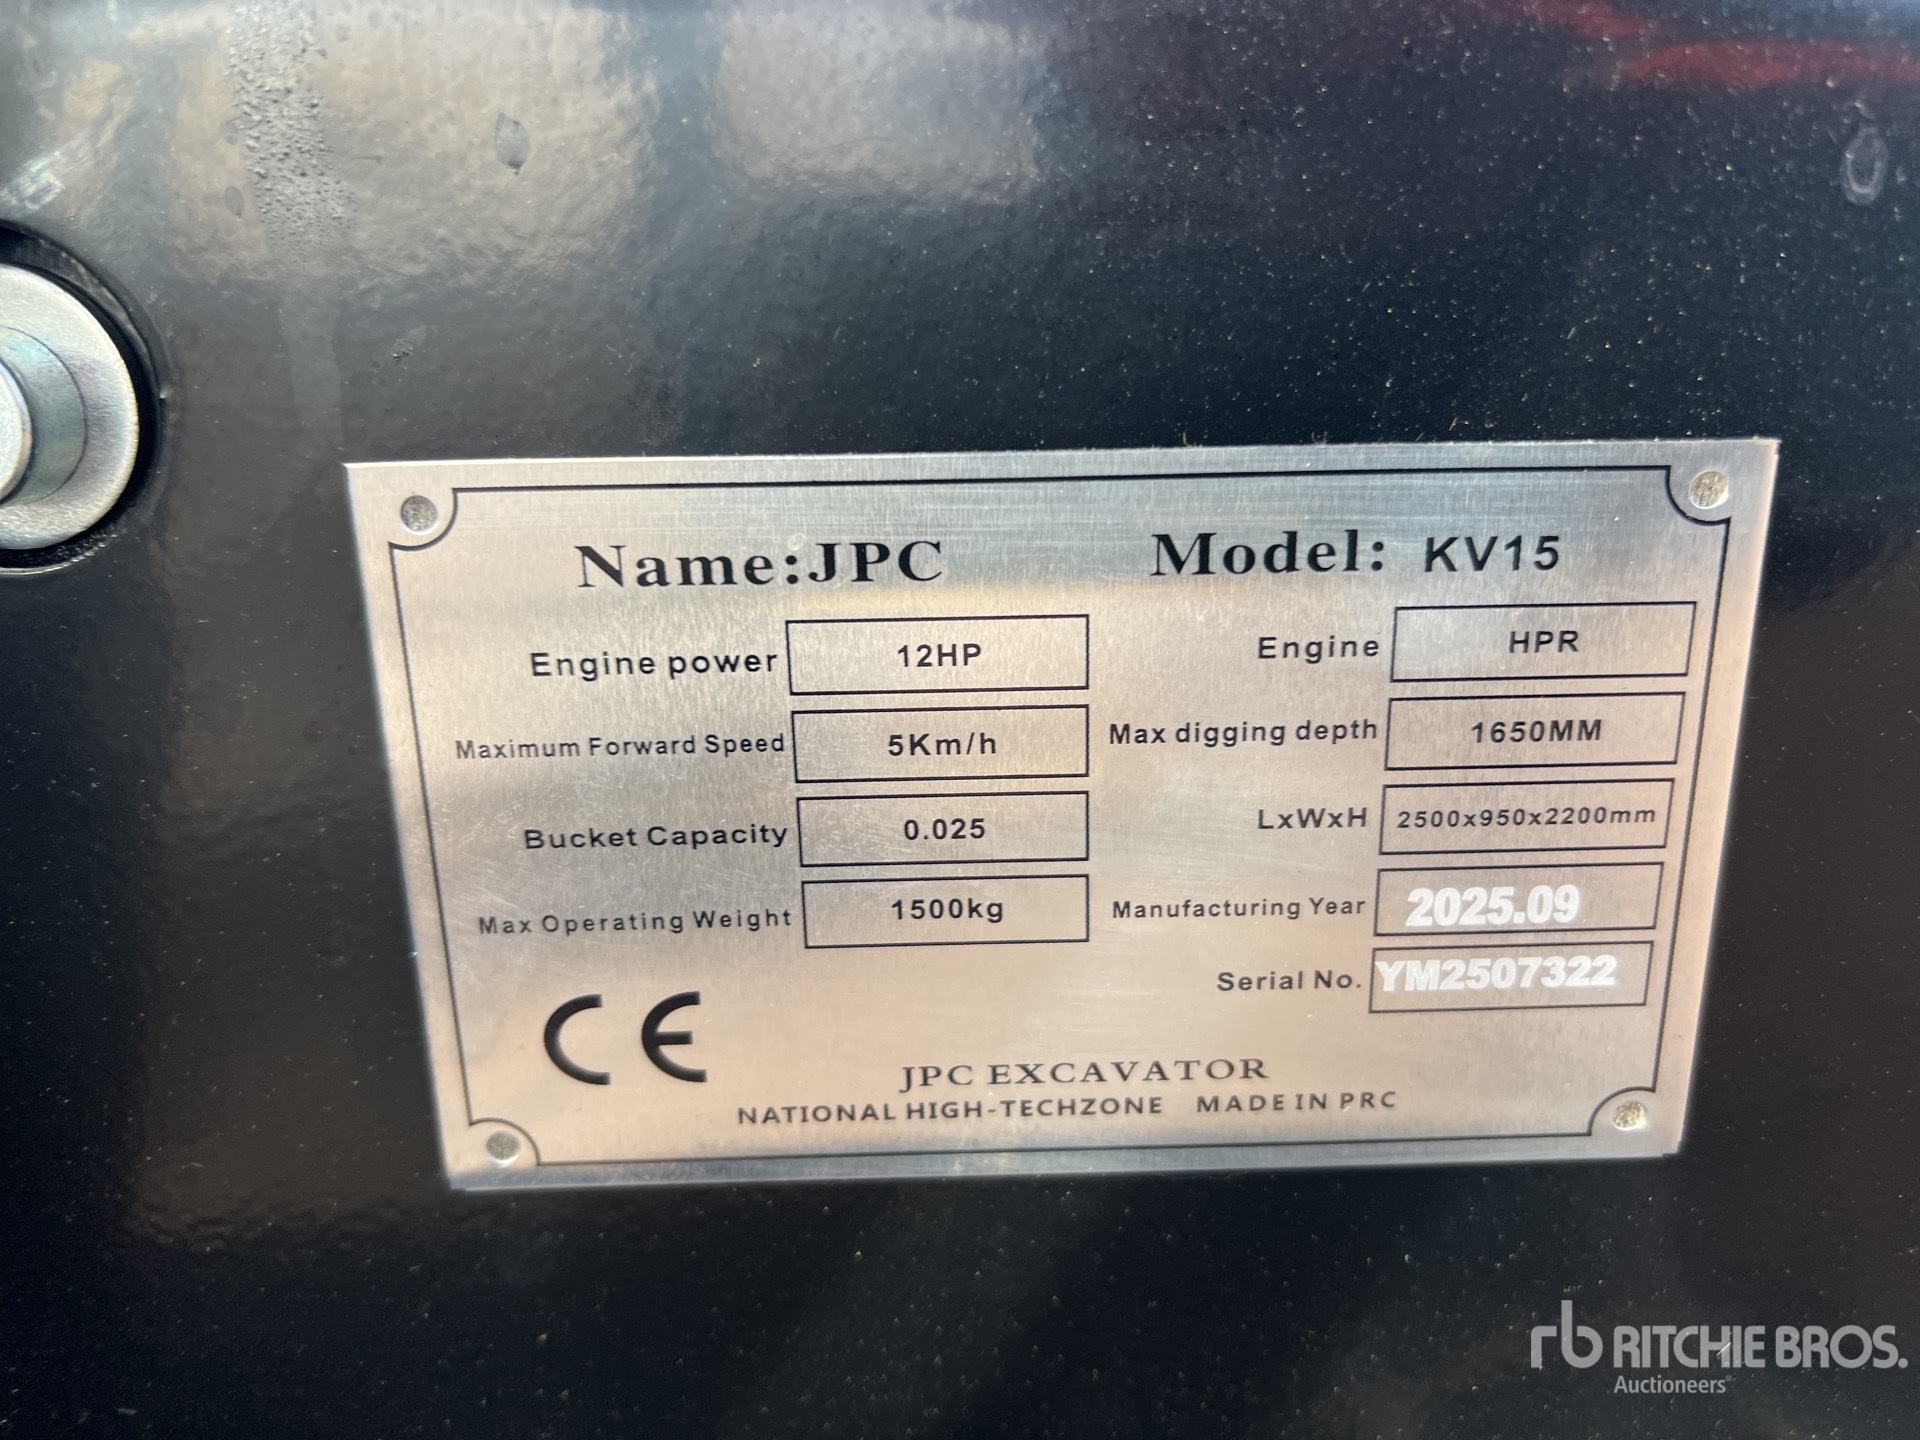 Name:JPC Model: KV15
Engine power 12HP Engine HPR
Maximum Forward Speed 5Km/h Max digging depth 1650MM
Bucket Capacity 0.025 LxWxH 2500x950x2200mm
Max Operating Weight 1500kg Manufacturing Year 2025.09
Serial No. YM2507322
CE
JPC EXCAVATOR
NATIONAL HIGH-TECHZONE MADE IN PRC
rb RITCHIE BROS.
Auctioneers